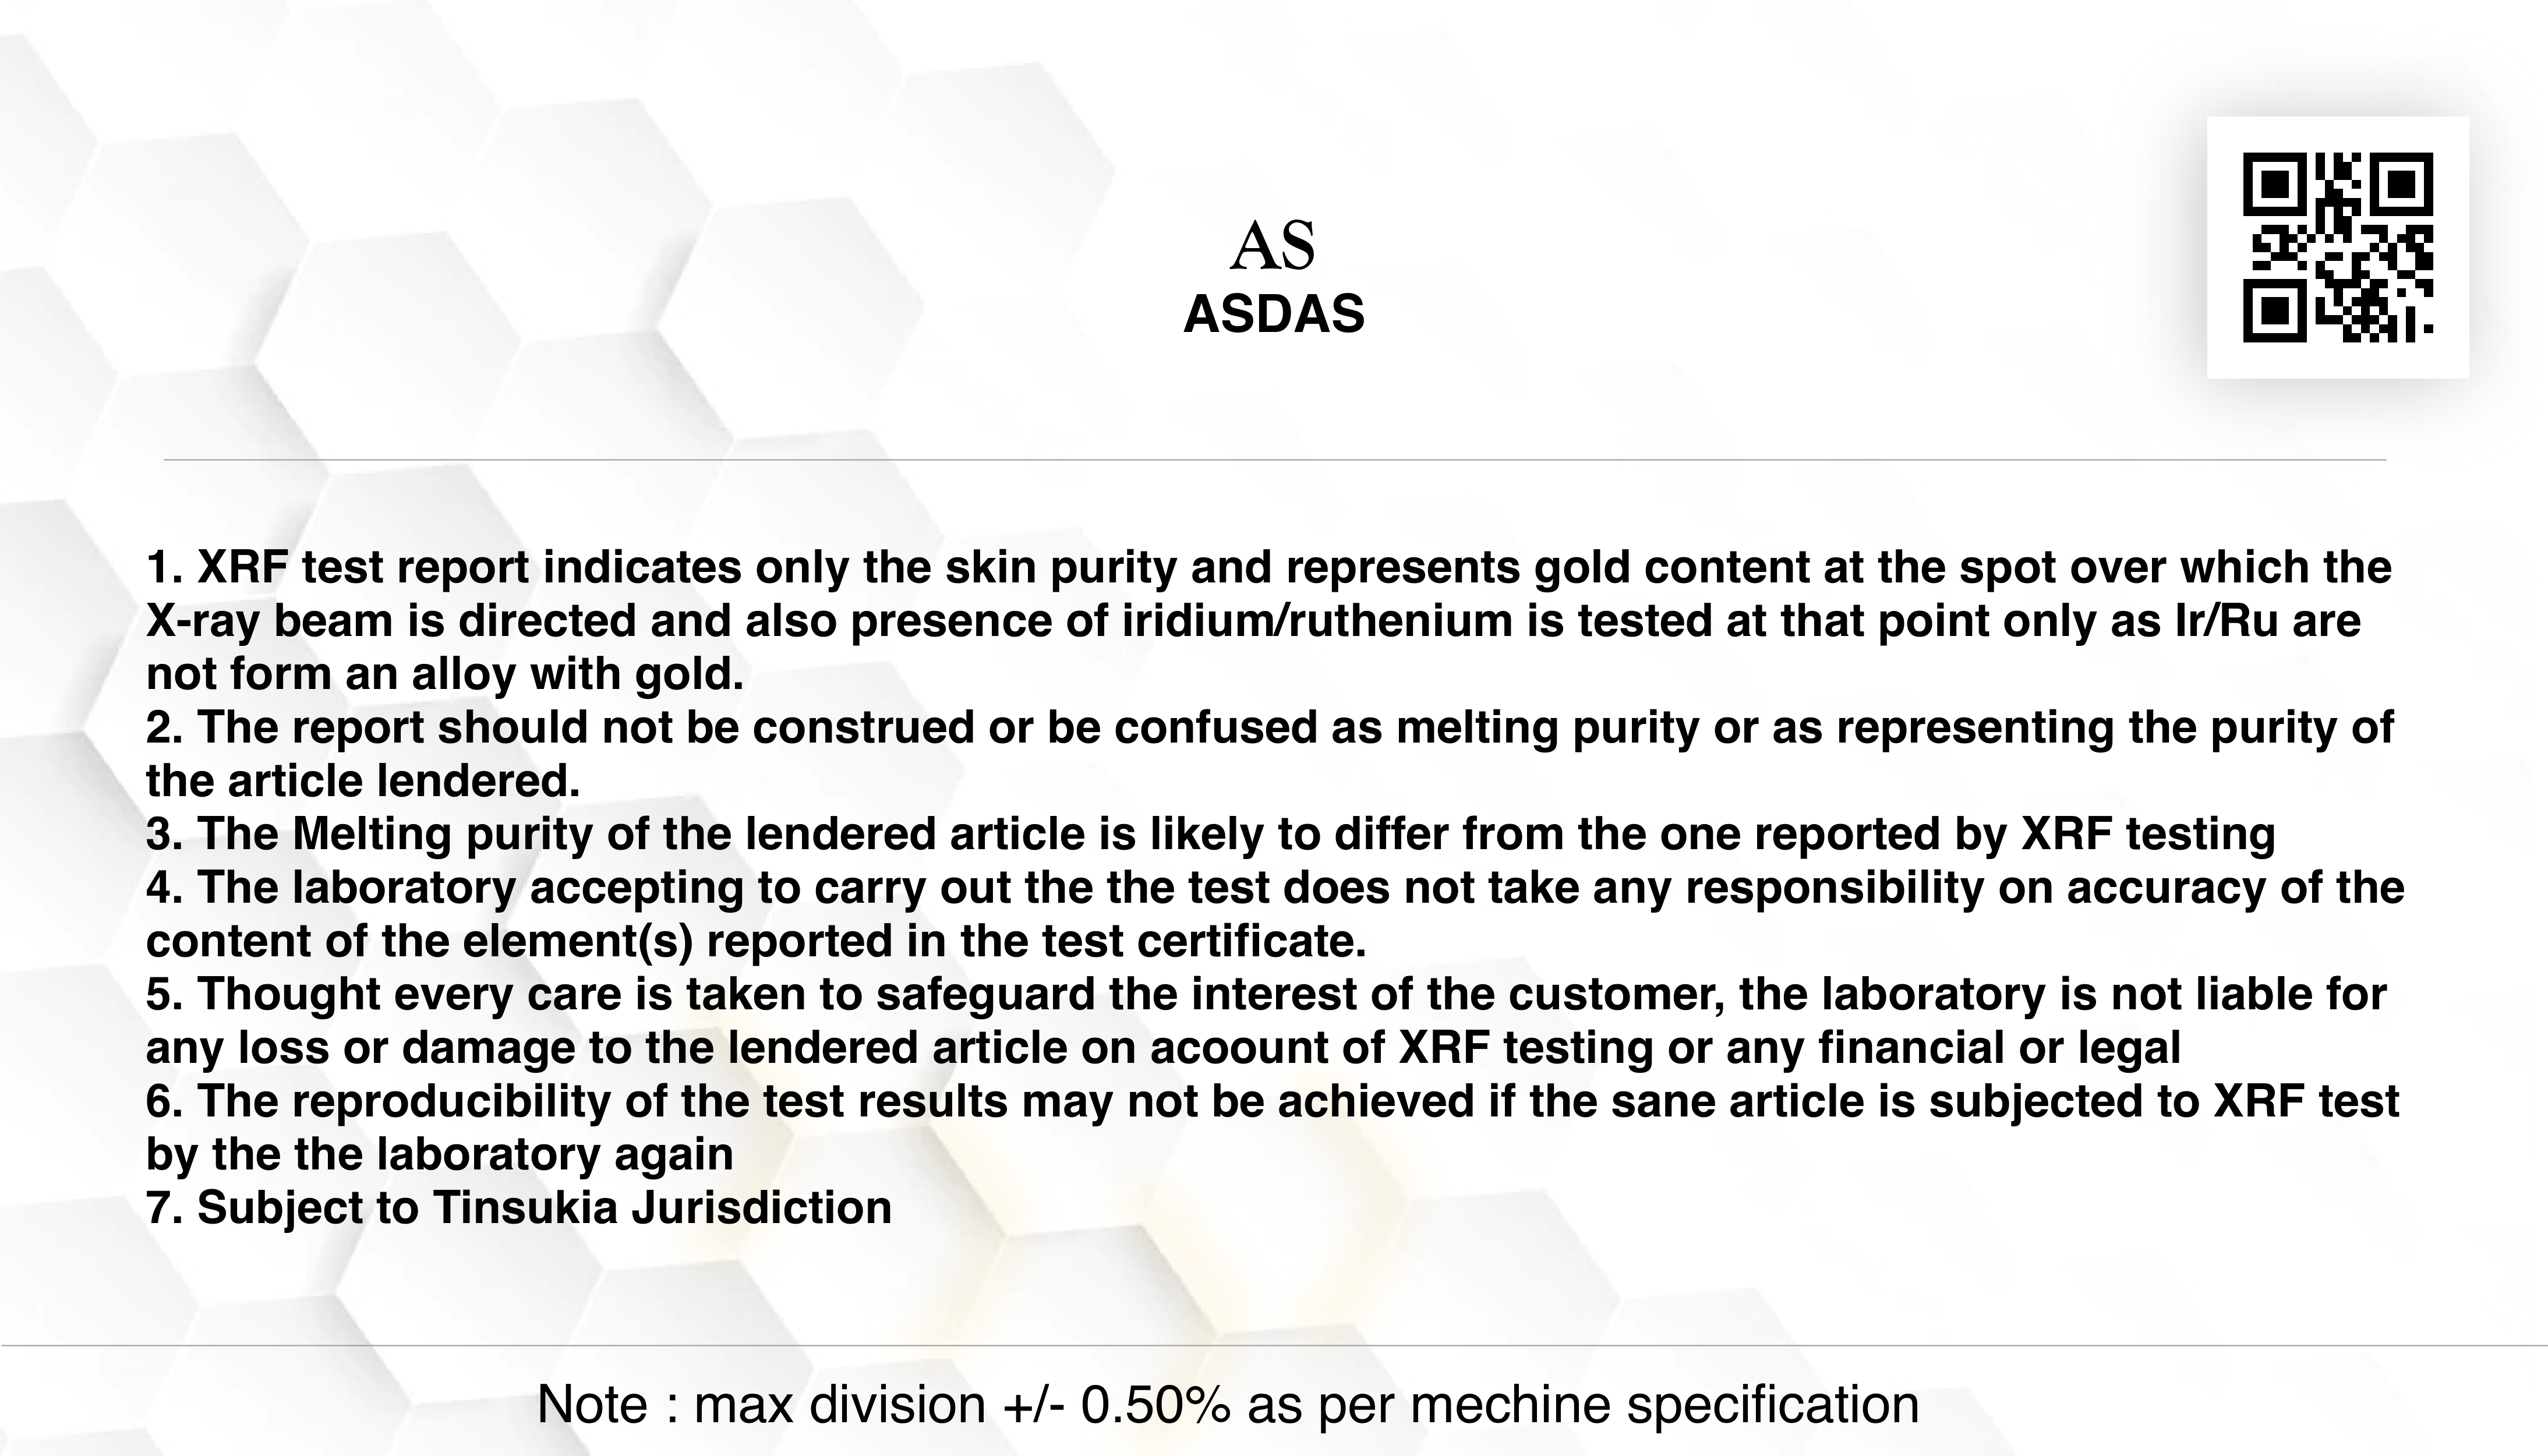 AS
ASDAS
1. XRF test report indicates only the skin purity and represents gold content at the spot over which the
X-ray beam is directed and also presence of iridium/ruthenium is tested at that point only as Ir/Ru are
not form an alloy with gold.
2. The report should not be construed or be confused as melting purity or as representing the purity of
the article lendered.
3. The Melting purity of the lendered article is likely to differ from the one reported by XRF testing
4. The laboratory accepting to carry out the the test does not take any responsibility on accuracy of the
content of the element(s) reported in the test certificate.
5. Thought every care is taken to safeguard the interest of the customer, the laboratory is not liable for
any loss or damage to the lendered article on acoount of XRF testing or any financial or legal
6. The reproducibility of the test results may not be achieved if the sane article is subjected to XRF test
by the the laboratory again
7. Subject to Tinsukia Jurisdiction
Note : max division +/- 0.50% as per mechine specification